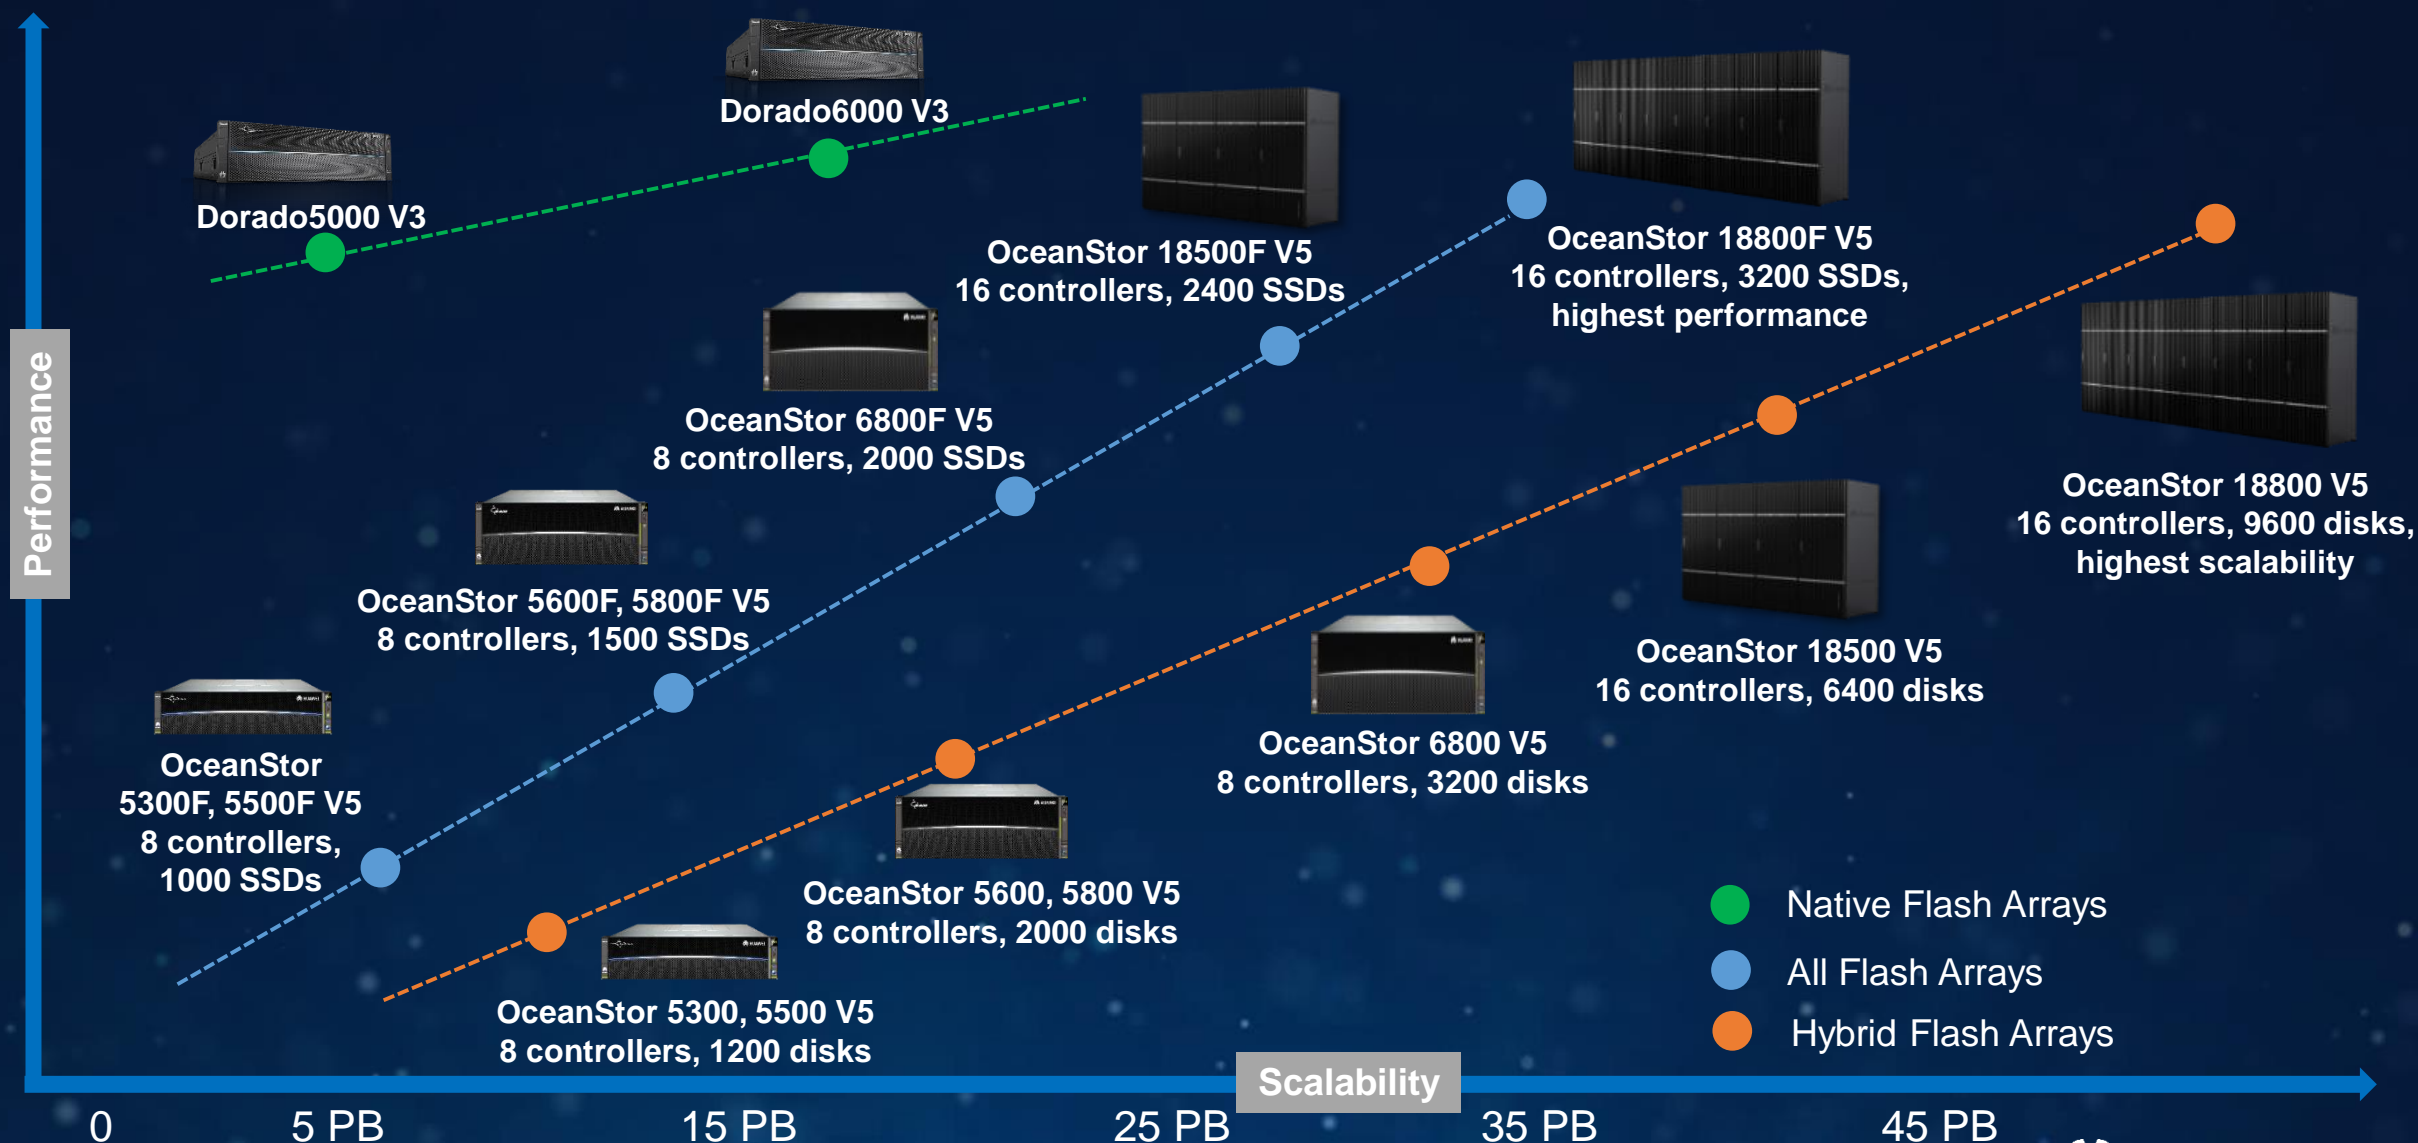 Dorado6000 V3
Dorado5000 V3
OceanStor 18500F V5
16 controllers, 2400 SSDs
OceanStor 18800F V5
16 controllers, 3200 SSDs,
highest performance
OceanStor 6800F V5
8 controllers, 2000 SSDs
OceanStor 18800 V5
16 controllers, 9600 disks,
highest scalability
OceanStor 5600F, 5800F V5
8 controllers, 1500 SSDs
OceanStor 18500 V5
16 controllers, 6400 disks
OceanStor
5300F, 5500F V5
8 controllers,
1000 SSDs
OceanStor 6800 V5
8 controllers, 3200 disks
OceanStor 5600, 5800 V5
8 controllers, 2000 disks
OceanStor 5300, 5500 V5
8 controllers, 1200 disks
Native Flash Arrays
All Flash Arrays
Hybrid Flash Arrays
Performance
Scalability
0
5 PB
15 PB
25 PB
35 PB
45 PB